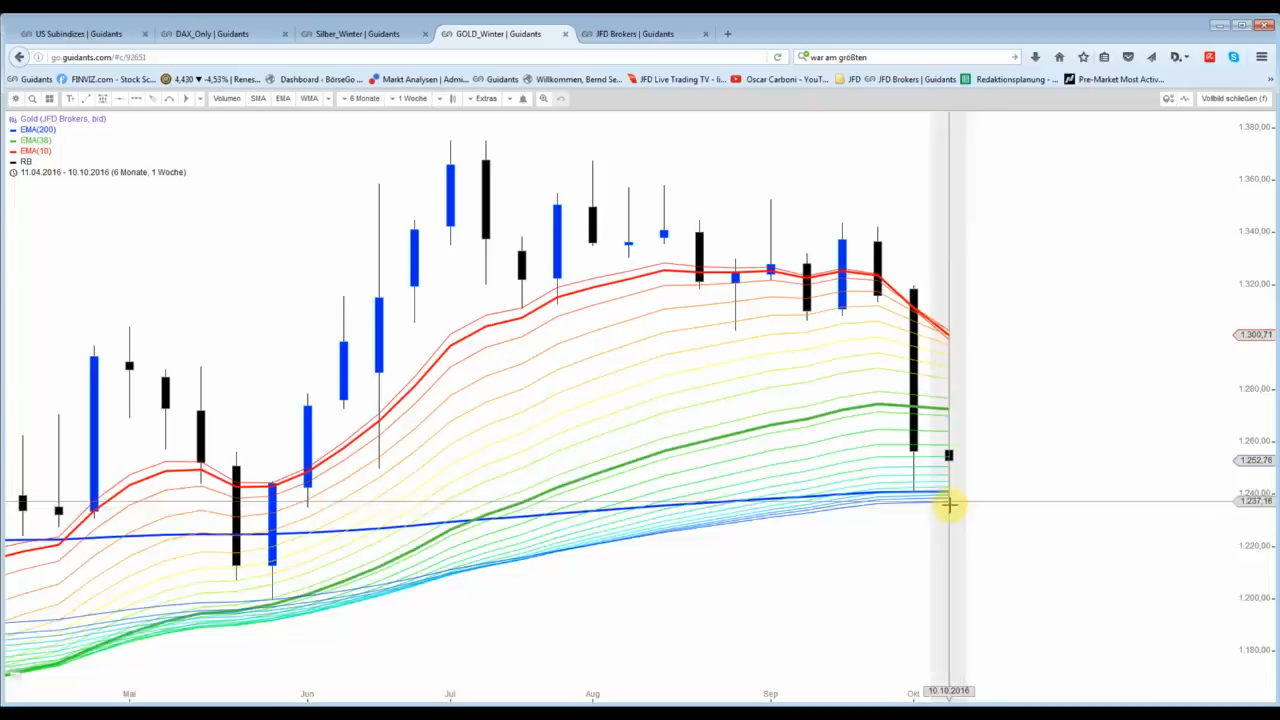 US Subindizes | Guidants
DAX_Only | Guidants
Silber_Winter | Guidants
GOLD_Winter | Guidants
JFD Brokers | Guidants
go.guidants.com/#c/92651
war am größten
D.
S
Guidants
FINVIZ.com - Stock Sc...
4,430 ▼ -4,53% | Renes...
Dashboard ‹ BörseGo ...
Markt Analysen | Admi...
Guidants
Willkommen, Bernd Se...
JFD Live Trading TV - li...
Oscar Carboni - YouT...
JFD
JFD Brokers | Guidants
Redaktionsplanung - ...
Pre-Market Most Activ...
Volumen
SMA
EMA
WMA
6 Monate
1 Woche
Extras
Vollbild schließen (f)
Gold (JFD Brokers, bid)
EMA(200)
EMA(38)
EMA(10)
RB
11.04.2016 - 10.10.2016 (6 Monate, 1 Woche)
1.380,00
1.360,00
1.340,00
1.320,00
1.300,71
1.280,00
1.260,00
1.252,76
1.240,00
1.237,16
1.220,00
1.200,00
1.180,00
Mai
Jun
Jul
Aug
Sep
Okt
10.10.2016